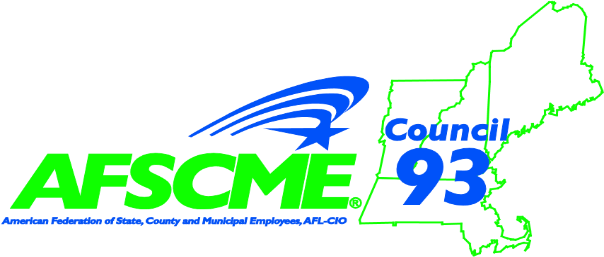 AFSCME®
American Federation of State, County and Municipal Employees, AFL-CIO
Council
93